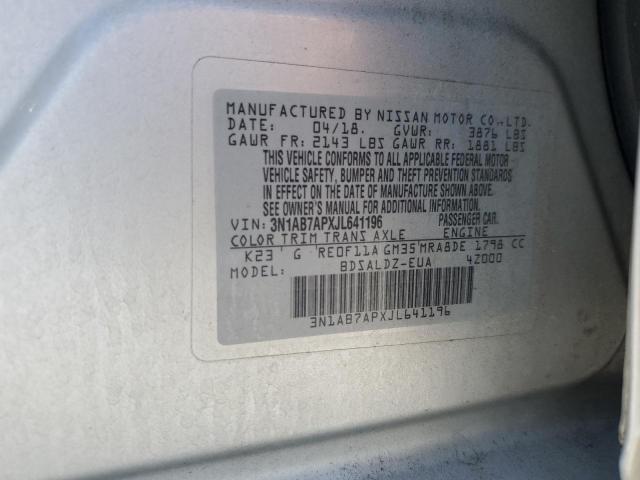 MANUFACTURED BY NISSAN MOTOR CO.,LTD.
DATE: 04/18. GVWR: 3876 LBS
GAWR FR: 2143 LBS GAWR RR: 1881 LBS
THIS VEHICLE CONFORMS TO ALL APPLICABLE FEDERAL MOTOR
VEHICLE SAFETY, BUMPER AND THEFT PREVENTION STANDARDS
IN EFFECT ON THE DATE OF MANUFACTURE SHOWN ABOVE.
SEE OWNER'S MANUAL FOR ADDITIONAL INFORMATION.
VIN: 3N1AB7APXJL641196 PASSENGER CAR.
COLOR TRIM TRANS AXLE ENGINE
K23 G RE0F11A GM35 MRA8DE 1798 CC
MODEL: BDSALDZ-EUA 4Z000
3N1AB7APXJL641196